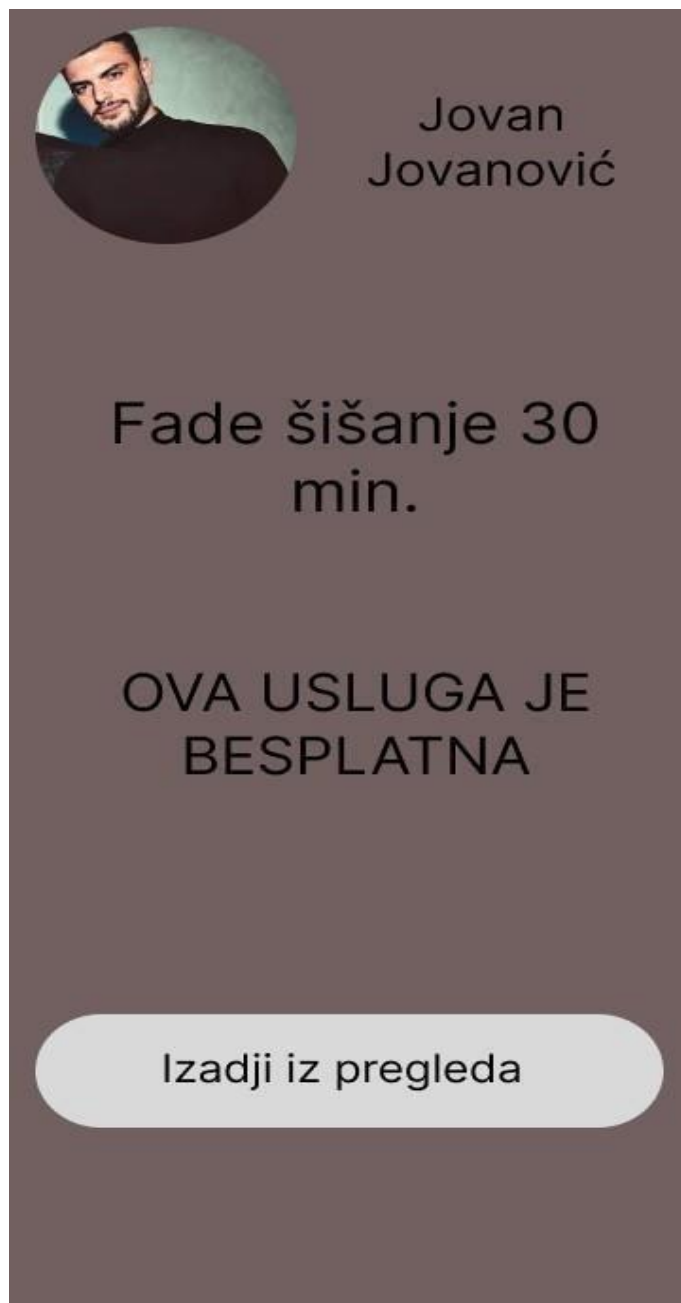 Jovan
Jovanović
Fade šišanje 30
min.
OVA USLUGA JE
BESPLATNA
Izadji iz pregleda